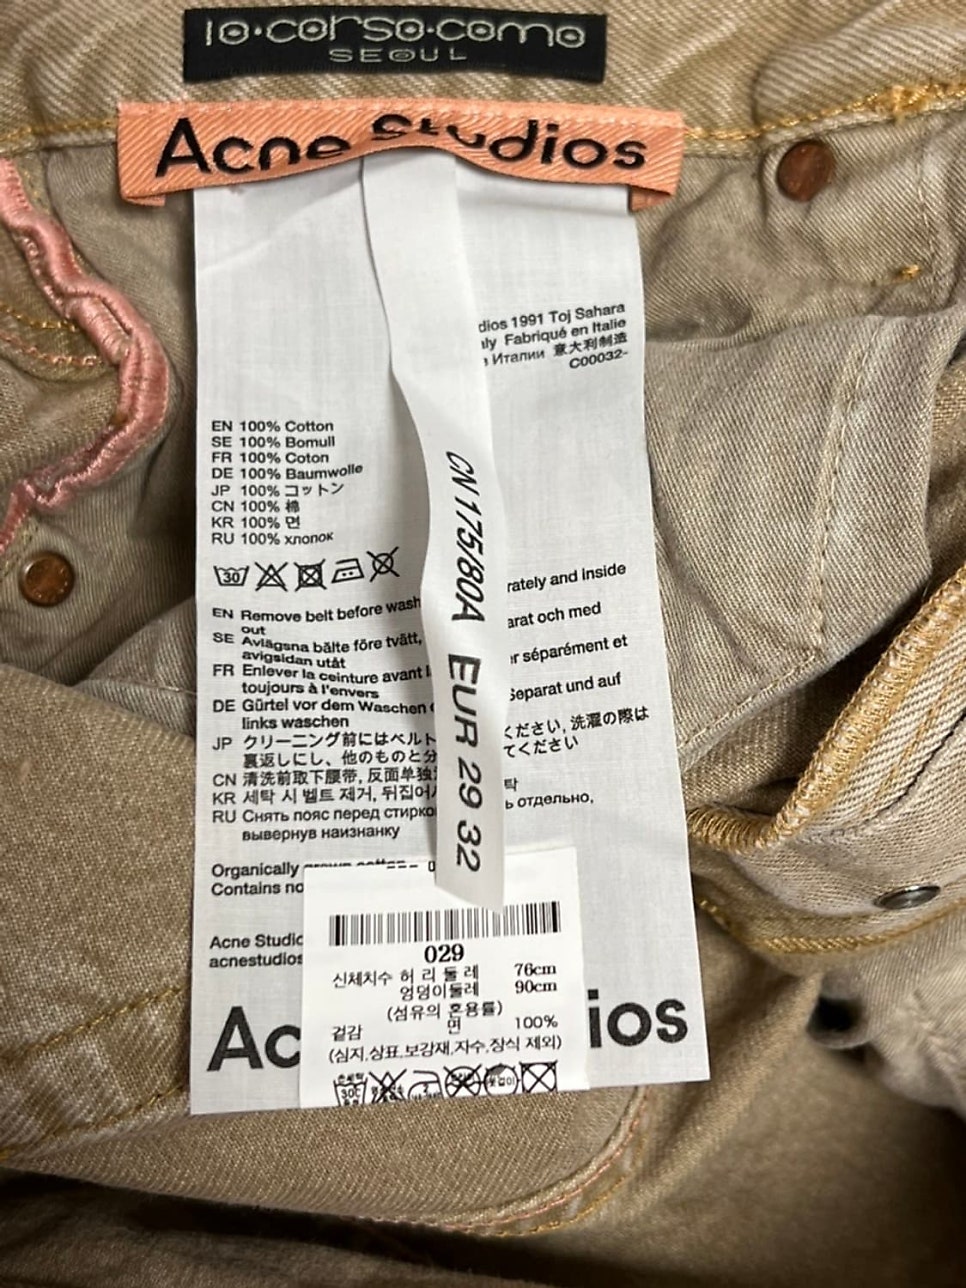 10·corso·como
SEOUL
Acne Studios
dios 1991 Toj Sahara
aly Fabriqué en Italie
Италии 意大利制造
C00032-
EN 100% Cotton
SE 100% Bomull
FR 100% Coton
DE 100% Baumwolle
JP 100% コットン
CN 100% 棉
KR 100% 면
RU 100% хлопок
30
CN 175/80A EUR 29 32
EN Remove belt before wash rately and inside
out
SE Avlägsna bälte före tvätt, arat och med
avigsidan utåt
FR Enlever la ceinture avant l r séparément et
toujours à l'envers
DE Gürtel vor dem Waschen Separat und auf
links waschen
JP クリーニング前にはベルト ください, 洗濯の際は
裏返しにし、他のものと分 てください
CN 清洗前取下腰带, 反面单独
KR 세탁 시 벨트 제거, 뒤집어 탁
RU Снять пояс перед стирко ь отдельно,
вывернув наизнанку
Organically grown cotton
Contains no
Acne Studio
acnestudios
Ac ios
029
신체치수 허 리 둘 레 76cm
엉덩이둘레 90cm
(섬유의 혼용률)
겉감 면 100%
(심지,상표,보강재,자수,장식 제외)